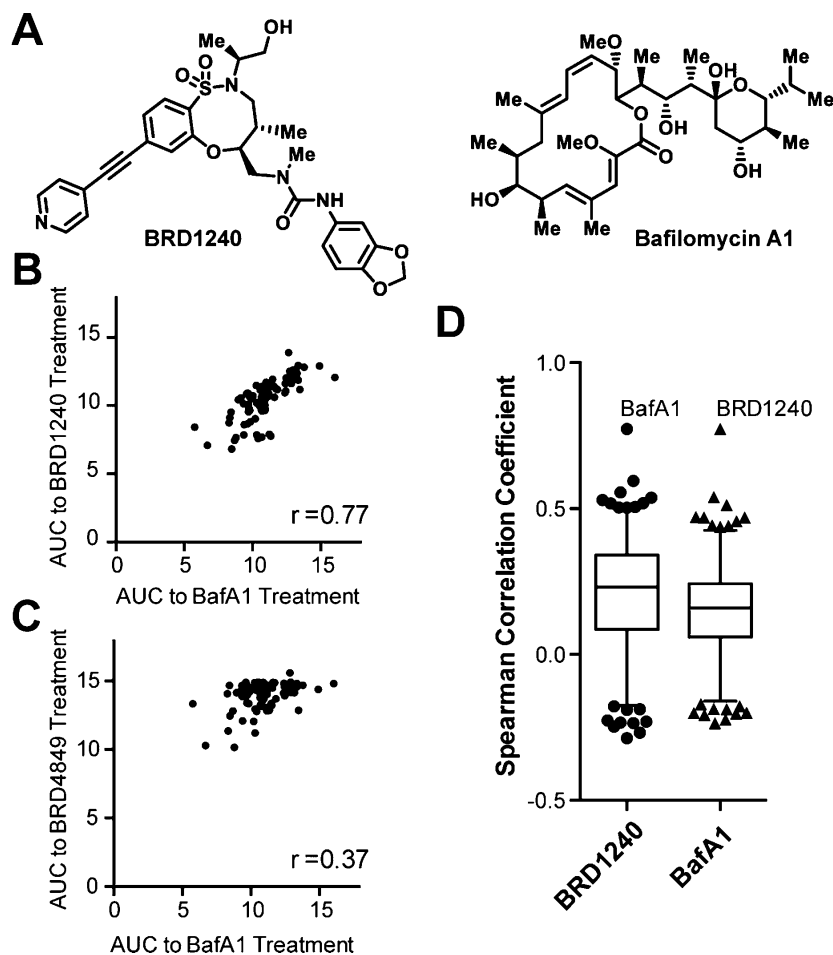 A
Me
OH
O
O
S
N
Me
O
Me
N
O
NH
N
O
O
BRD1240
MeO
Me
Me
OH
O
Me
Me
Me
O
OH
Me
Me
MeO
O
OH
HO
Me
Me
Bafilomycin A1
B
AUC to BRD1240 Treatment
15
10
5
0
r =0.77
0 5 10 15
AUC to BafA1 Treatment
C
AUC to BRD4849 Treatment
15
10
5
0
r =0.37
0 5 10 15
AUC to BafA1 Treatment
D
Spearman Correlation Coefficient
1.0
0.5
0.0
-0.5
BafA1 BRD1240
BRD1240
BafA1